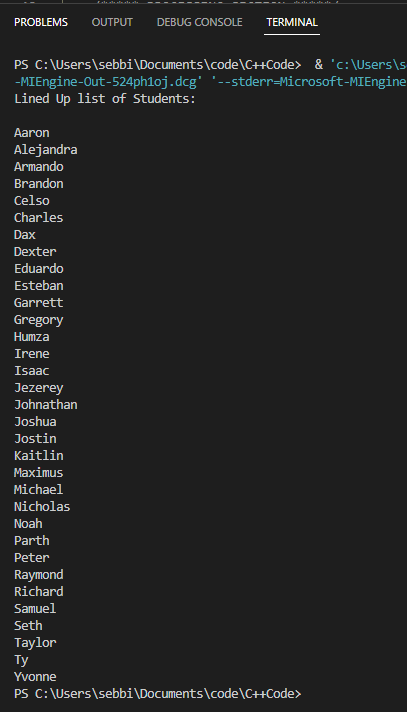 PROBLEMS OUTPUT DEBUG CONSOLE TERMINAL
PS C:\Users\sebbi\Documents\code\C++Code>  & 'c:\Users\se
-MIEngine-Out-524ph1oj.dcg' '--stderr=Microsoft-MIEngine
Lined Up list of Students:
Aaron
Alejandra
Armando
Brandon
Celso
Charles
Dax
Dexter
Eduardo
Esteban
Garrett
Gregory
Humza
Irene
Isaac
Jezerey
Johnathan
Joshua
Jostin
Kaitlin
Maximus
Michael
Nicholas
Noah
Parth
Peter
Raymond
Richard
Samuel
Seth
Taylor
Ty
Yvonne
PS C:\Users\sebbi\Documents\code\C++Code>